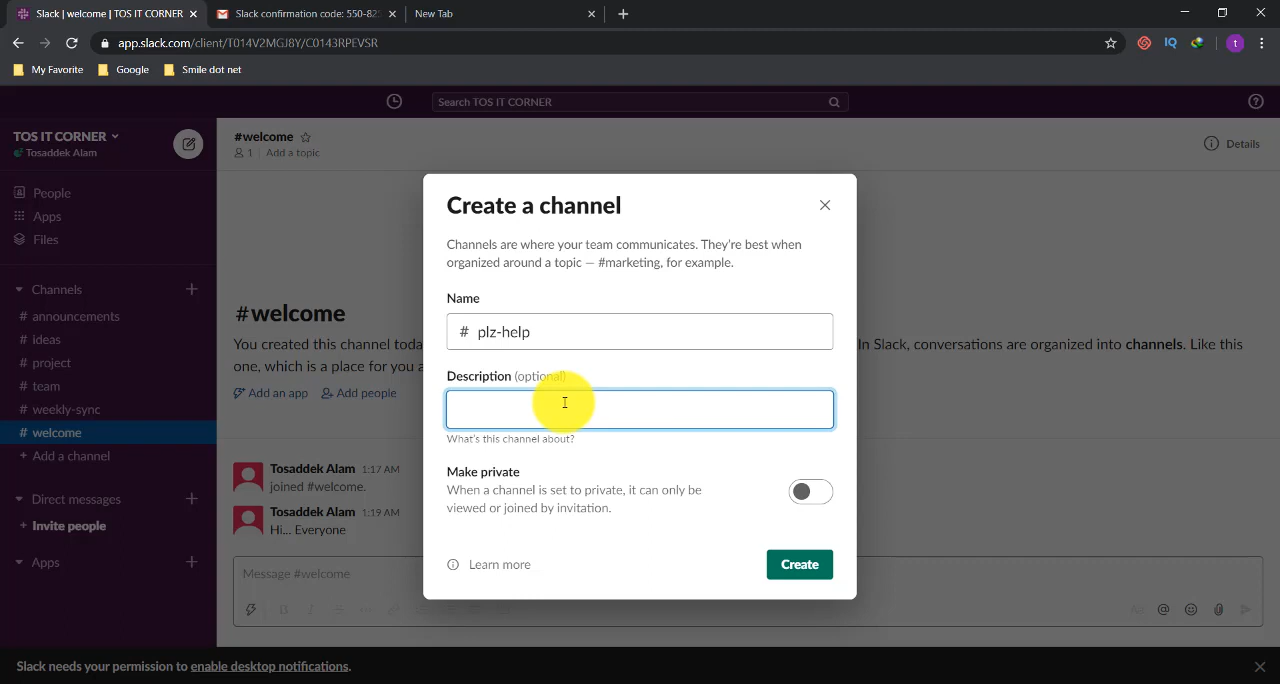 Slack | welcome | TOS IT CORNER
Slack confirmation code: 550-82
New Tab
app.slack.com/client/T014V2MGJ8Y/C0143RPEVSR
IQ
t
My Favorite
Google
Smile dot net
Search TOS IT CORNER
TOS IT CORNER
Tosaddek Alam
#welcome
1 | Add a topic
Details
People
Apps
Files
Channels
# announcements
# ideas
# project
# team
# weekly-sync
# welcome
+ Add a channel
Direct messages
+ Invite people
Apps
#welcome
You created this channel toda
In Slack, conversations are organized into channels. Like this
one, which is a place for you a
Add an app
Add people
Tosaddek Alam 1:17 AM
joined #welcome.
Tosaddek Alam 1:19 AM
Hi... Everyone
Message #welcome
Create a channel
Channels are where your team communicates. They're best when
organized around a topic — #marketing, for example.
Name
# plz-help
Description (optional)
What's this channel about?
Make private
When a channel is set to private, it can only be
viewed or joined by invitation.
Learn more
Create
Slack needs your permission to enable desktop notifications.